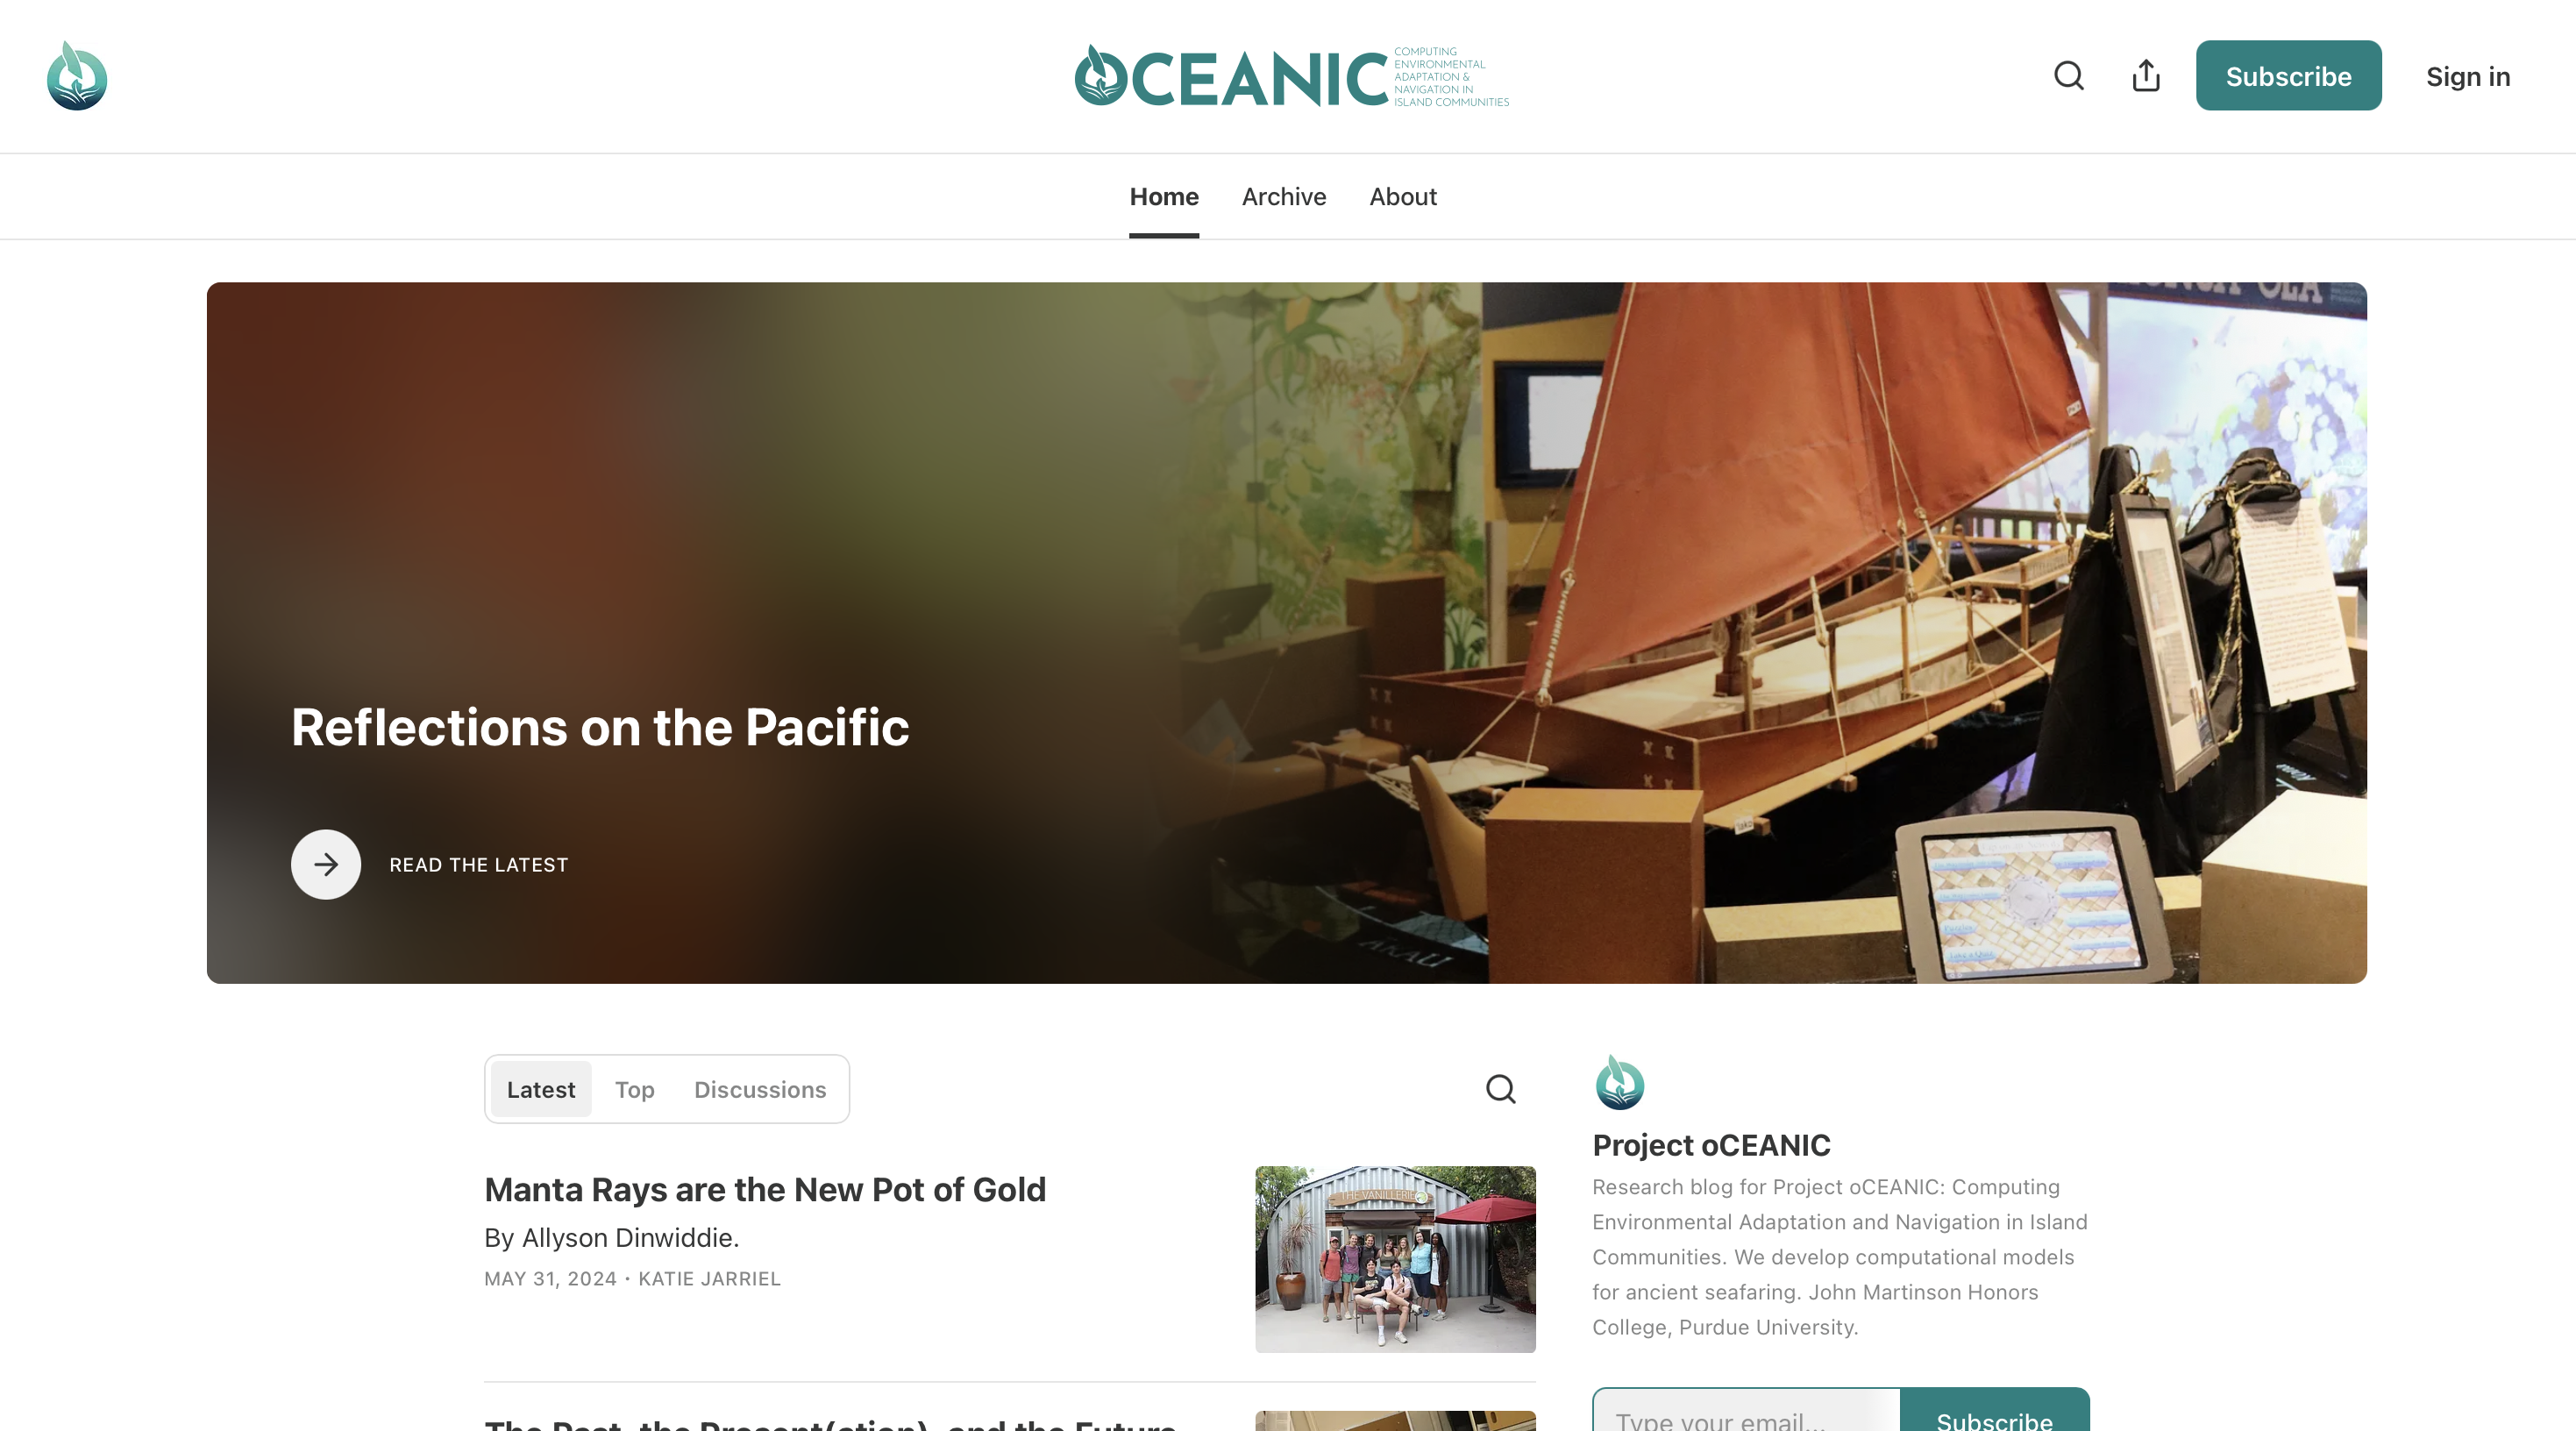 OCEANIC
COMPUTING
ENVIRONMENTAL
ADAPTATION &
NAVIGATION IN
ISLAND COMMUNITIES
Subscribe
Sign in
Home
Archive
About
Reflections on the Pacific
READ THE LATEST
Latest
Top
Discussions
Manta Rays are the New Pot of Gold
By Allyson Dinwiddie.
MAY 31, 2024 · KATIE JARRIEL
THE VANILLERIE
The Past, the Present(ation), and the Future
Project oCEANIC
Research blog for Project oCEANIC: Computing
Environmental Adaptation and Navigation in Island
Communities. We develop computational models
for ancient seafaring. John Martinson Honors
College, Purdue University.
Type your email...
Subscribe